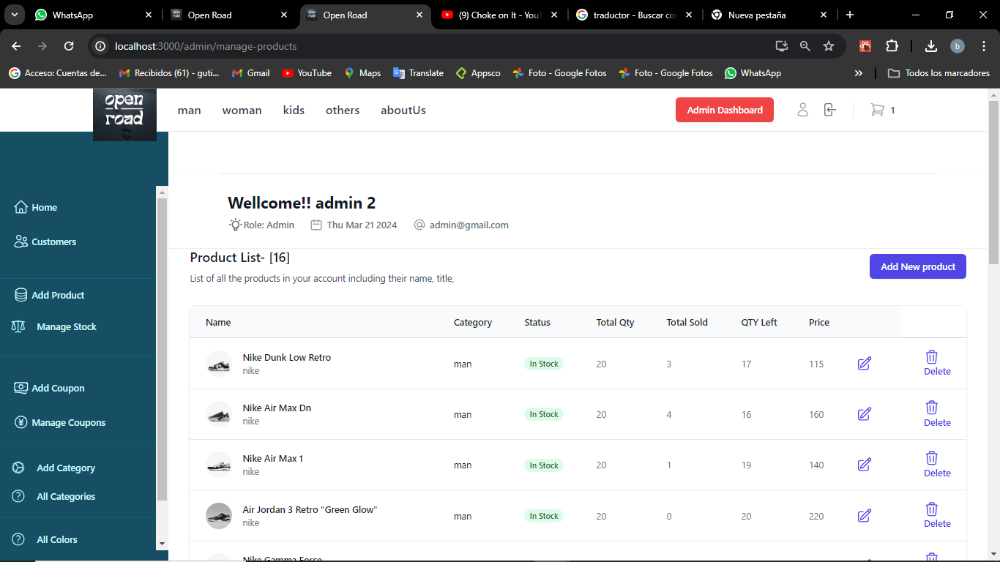 WhatsApp
Open Road
Open Road
(9) Choke on It - YouT
traductor - Buscar co
Nueva pestaña
localhost:3000/admin/manage-products
b
Acceso: Cuentas de...
Recibidos (61) - guti...
Gmail
YouTube
Maps
Translate
Appsco
Foto - Google Fotos
Foto - Google Fotos
WhatsApp
Todos los marcadores
open
road
man
woman
kids
others
aboutUs
Admin Dashboard
1
Home
Customers
Add Product
Manage Stock
Add Coupon
Manage Coupons
Add Category
All Categories
All Colors
Wellcome!! admin 2
Role: Admin
Thu Mar 21 2024
admin@gmail.com
Product List- [16]
List of all the products in your account including their name, title,
Add New product
Name Category Status Total Qty Total Sold QTY Left Price
Nike Dunk Low Retro
nike
man In Stock 20 3 17 115
Delete
Nike Air Max Dn
nike
man In Stock 20 4 16 160
Delete
Nike Air Max 1
nike
man In Stock 20 1 19 140
Delete
Air Jordan 3 Retro "Green Glow"
nike
man In Stock 20 0 20 220
Delete
Nike Gamma Force